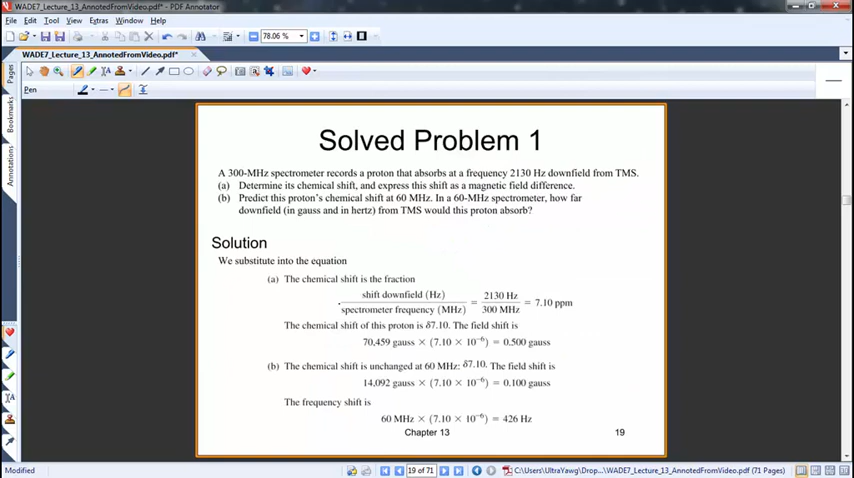 WADE7_Lecture_13_AnnotatedFromVideo.pdf* - PDF Annotator
File Edit Tool View Extras Window Help
78.06 %
WADE7_Lecture_13_AnnotatedFromVideo.pdf*
Pen
Pages
Bookmarks
Annotations
Solved Problem 1
A 300-MHz spectrometer records a proton that absorbs at a frequency 2130 Hz downfield from TMS.
(a) Determine its chemical shift, and express this shift as a magnetic field difference.
(b) Predict this proton's chemical shift at 60 MHz. In a 60-MHz spectrometer, how far
downfield (in gauss and in hertz) from TMS would this proton absorb?
Solution
We substitute into the equation
(a) The chemical shift is the fraction
shift downfield (Hz) / spectrometer frequency (MHz) = 2130 Hz / 300 MHz = 7.10 ppm
The chemical shift of this proton is δ7.10. The field shift is
70,459 gauss × (7.10 × 10⁻⁶) = 0.500 gauss
(b) The chemical shift is unchanged at 60 MHz: δ7.10. The field shift is
14,092 gauss × (7.10 × 10⁻⁶) = 0.100 gauss
The frequency shift is
60 MHz × (7.10 × 10⁻⁶) = 426 Hz
Chapter 13 19
Modified 19 of 71 C:\Users\UltraYawg\Drop...\WADE7_Lecture_13_AnnotatedFromVideo.pdf (71 Pages)